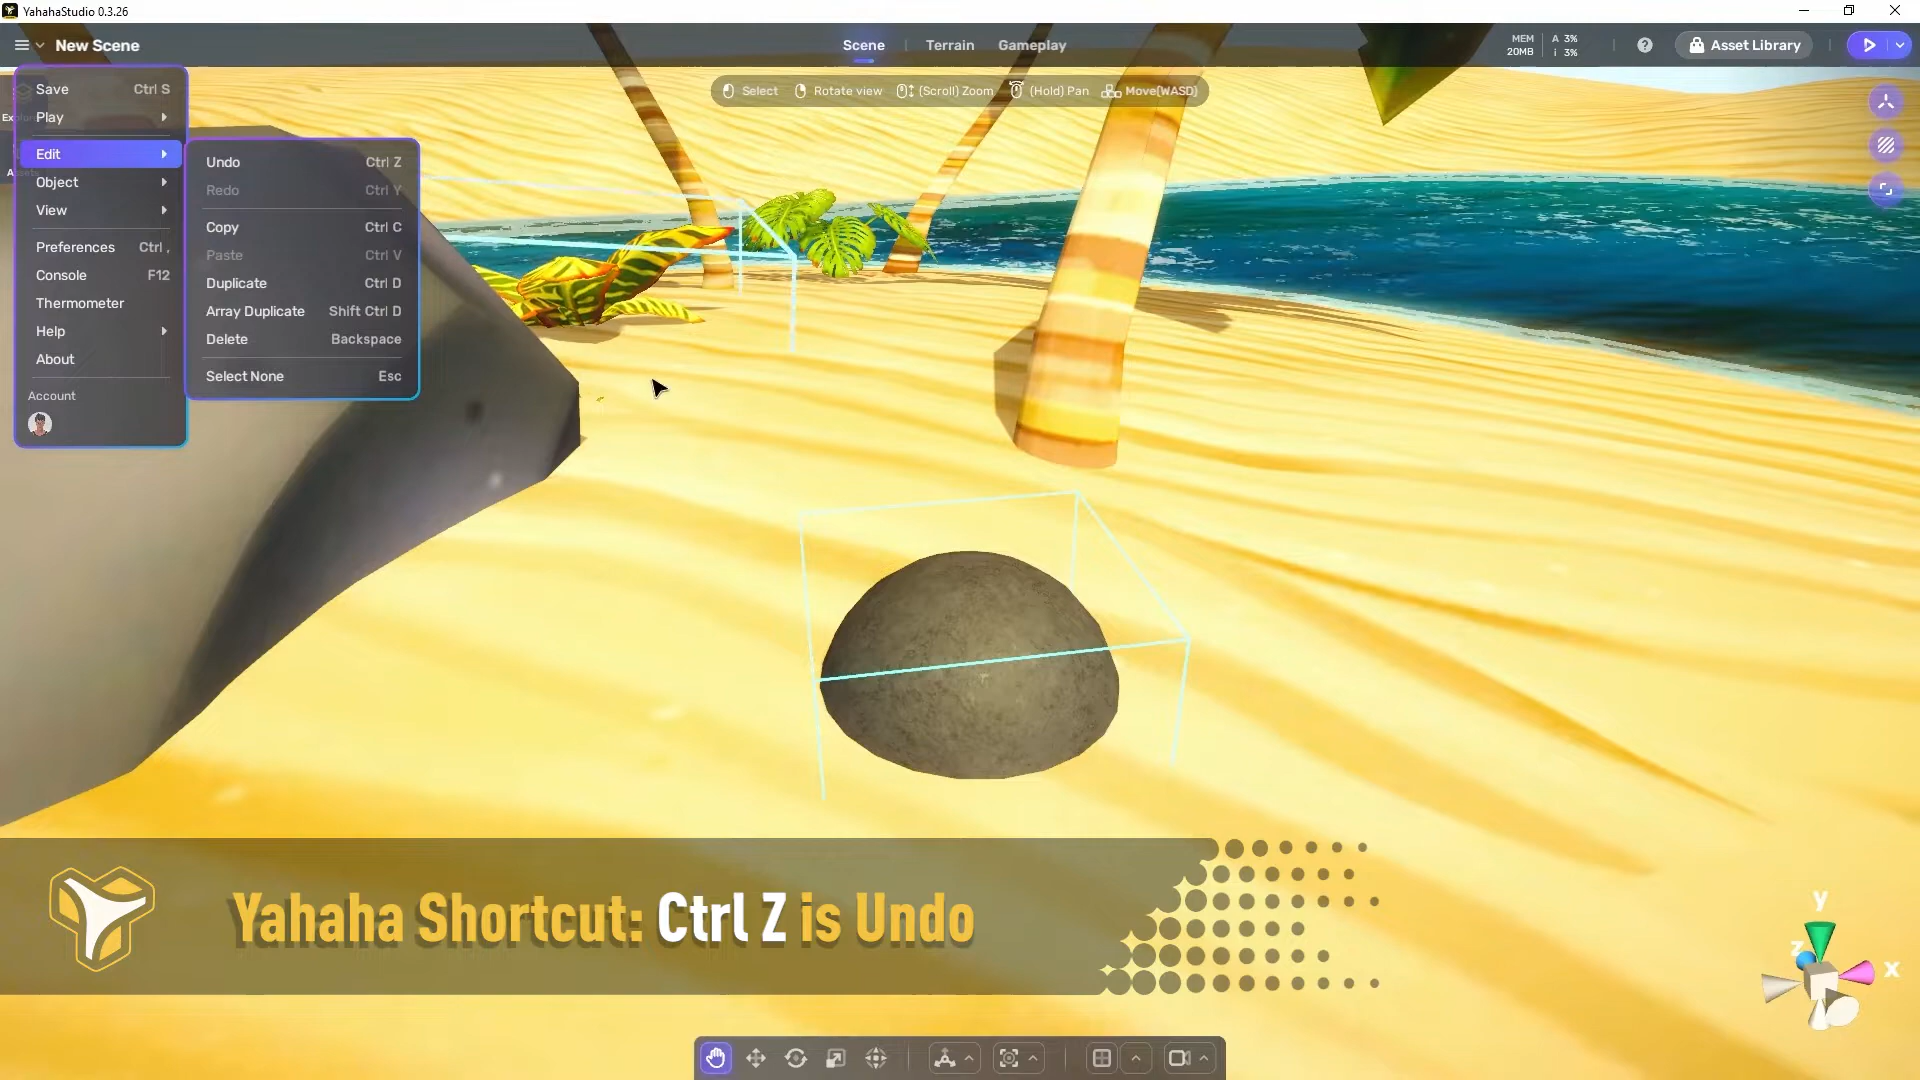 YahahaStudio 0.3.26
New Scene
Scene
Terrain
Gameplay
MEM
20MB
A 3%
i 3%
Asset Library
Select
Rotate view
(Scroll) Zoom
(Hold) Pan
Move[WASD]
Save Ctrl S
Play
Edit
Object
View
Preferences Ctrl ,
Console F12
Thermometer
Help
About
Account
Undo Ctrl Z
Redo Ctrl Y
Copy Ctrl C
Paste Ctrl V
Duplicate Ctrl D
Array Duplicate Shift Ctrl D
Delete Backspace
Select None Esc
Yahaha Shortcut: Ctrl Z is Undo
y
z
x